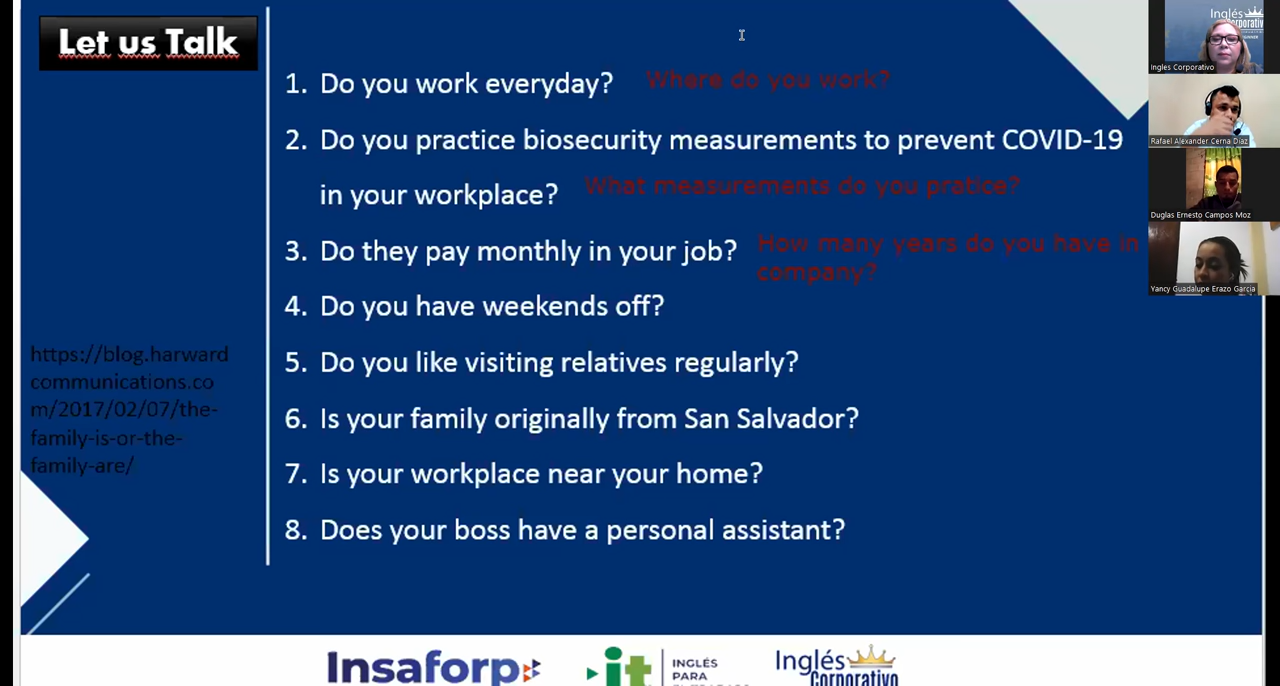 Let us Talk
1. Do you work everyday? Where do you work?
2. Do you practice biosecurity measurements to prevent COVID-19
in your workplace? What measurements do you pratice?
3. Do they pay monthly in your job? How many years do you have in
company?
4. Do you have weekends off?
5. Do you like visiting relatives regularly?
6. Is your family originally from San Salvador?
7. Is your workplace near your home?
8. Does your boss have a personal assistant?
https://blog.harward
communications.co
m/2017/02/07/the-
family-is-or-the-
family-are/
Inglés
Corporativo
Ingles Corporativo
Rafael Alexander Cerna Diaz
Duglas Ernesto Campos Moz
Yancy Guadalupe Erazo Garcia
Insaforp
it
INGLÉS
PARA
Inglés
Corporativo